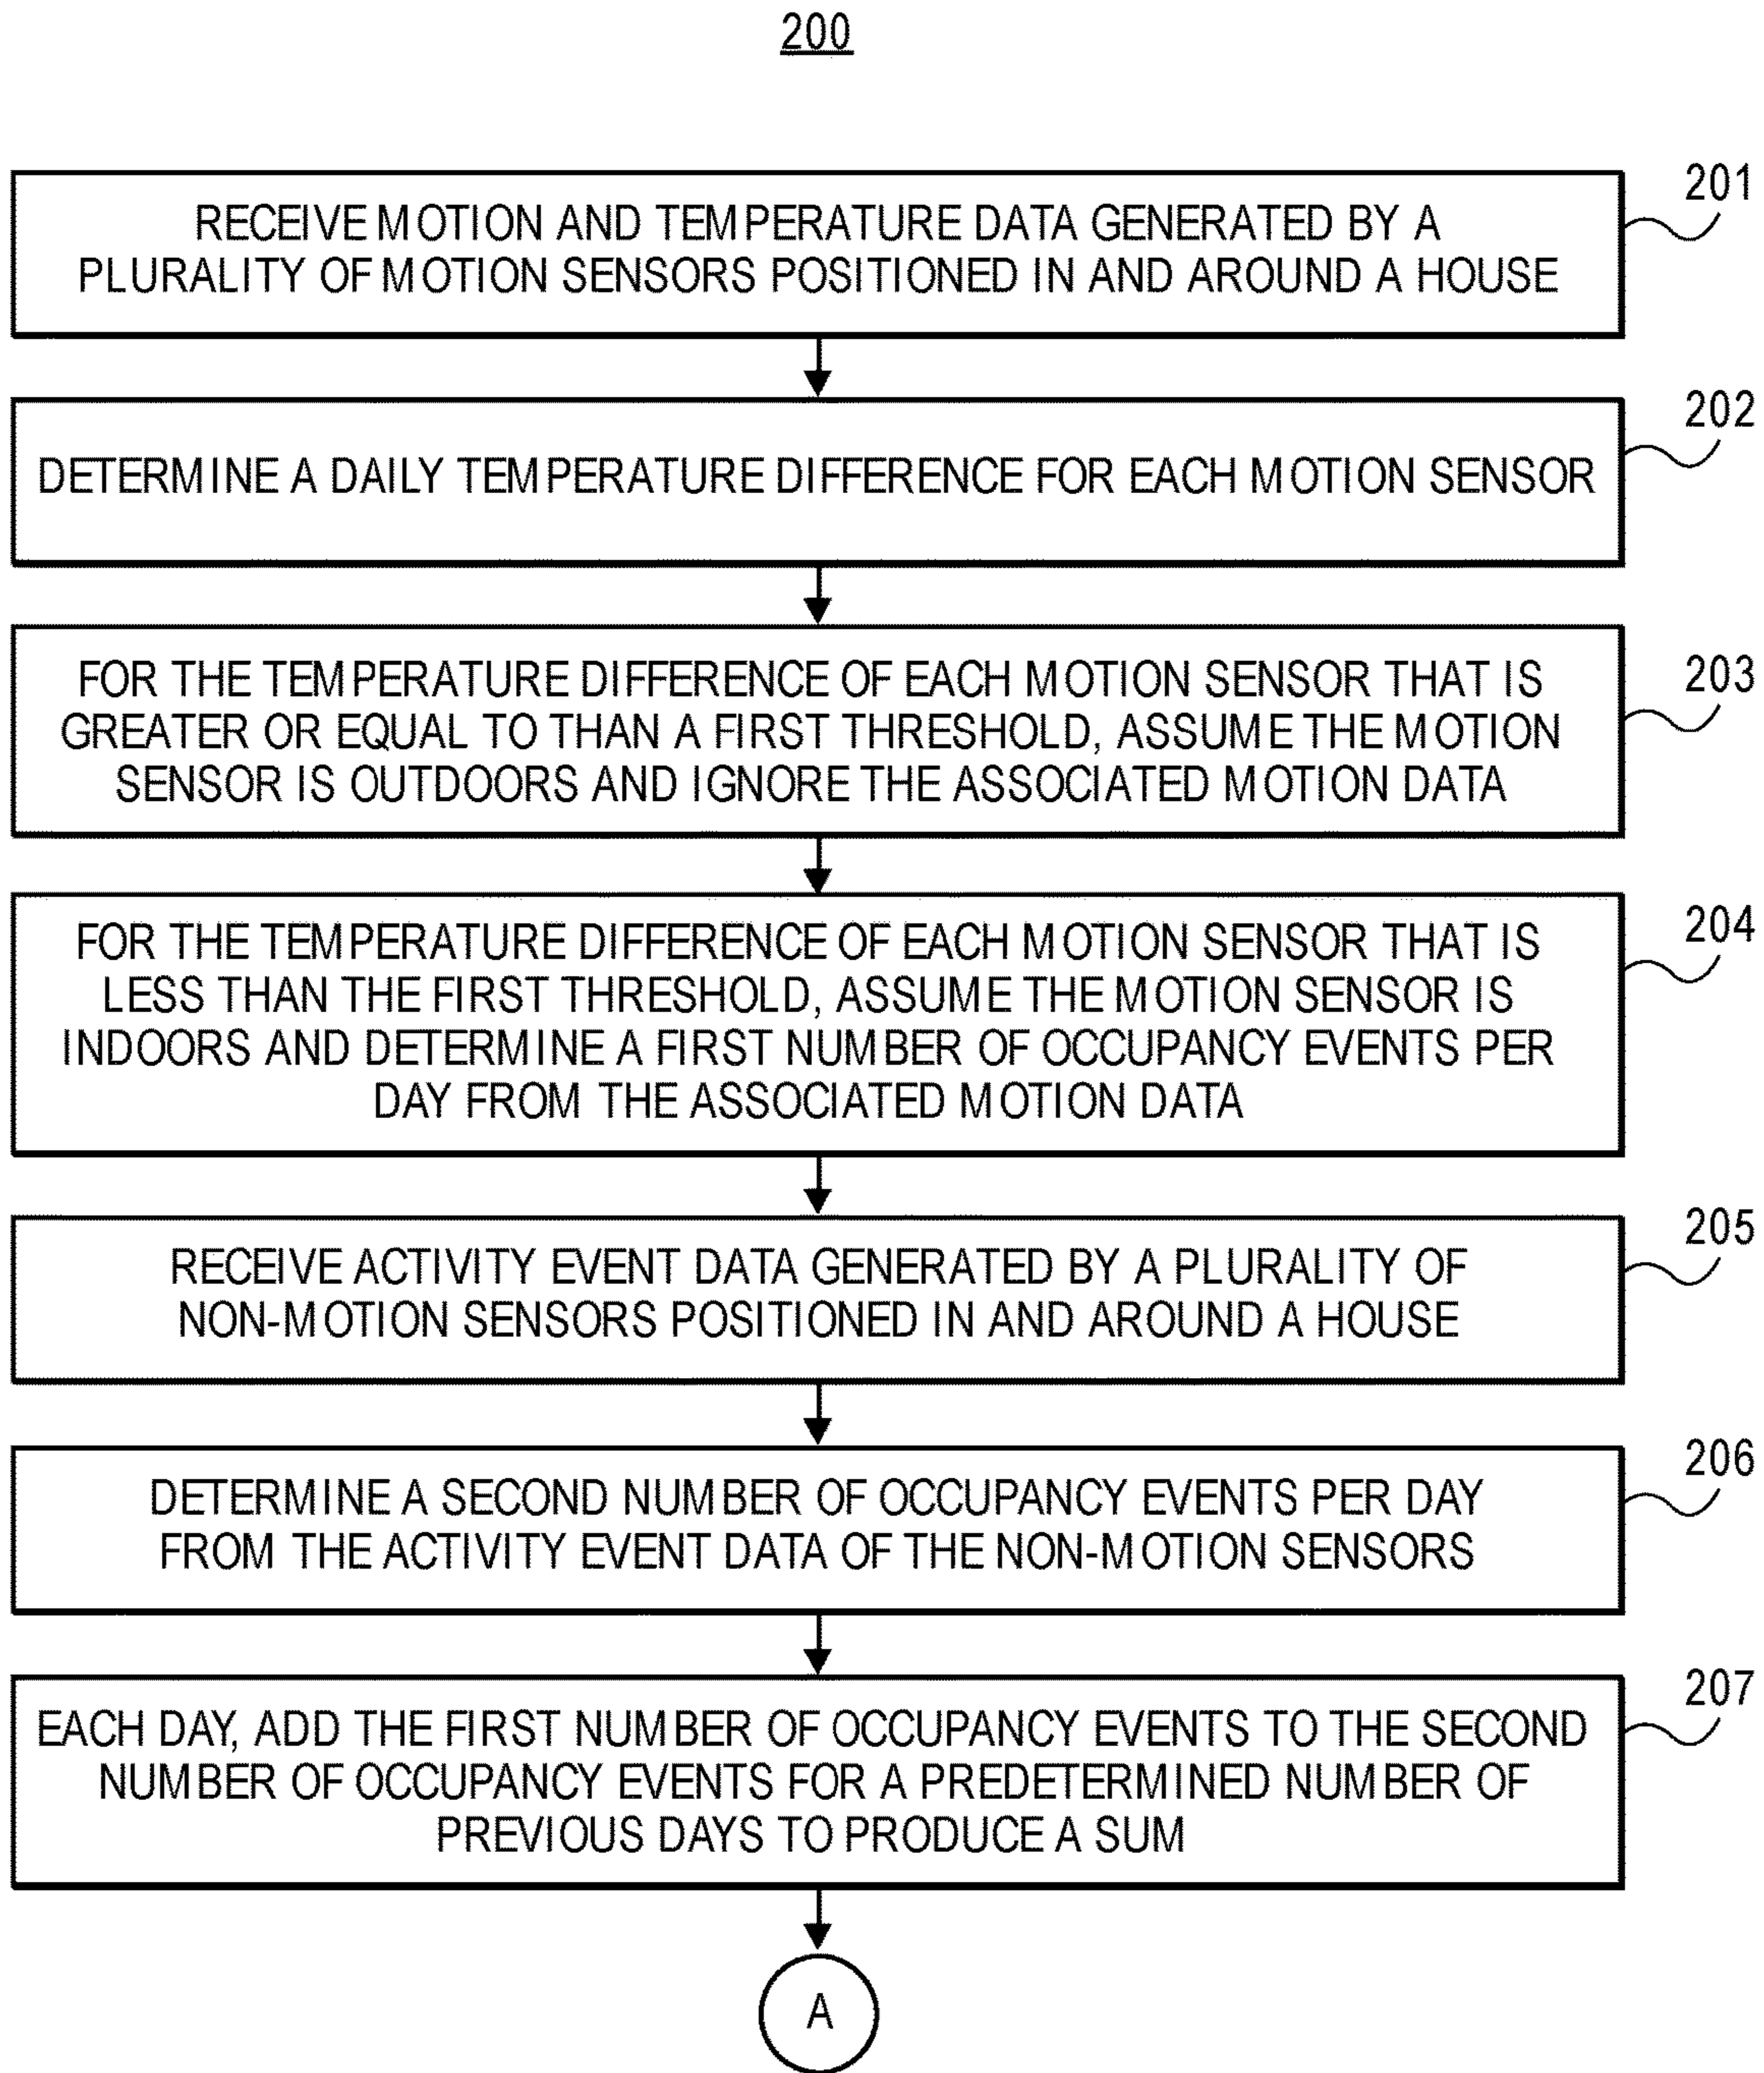 200
201
RECEIVE MOTION AND TEMPERATURE DATA GENERATED BY A
PLURALITY OF MOTION SENSORS POSITIONED IN AND AROUND A HOUSE
202
DETERMINE A DAILY TEMPERATURE DIFFERENCE FOR EACH MOTION SENSOR
203
FOR THE TEMPERATURE DIFFERENCE OF EACH MOTION SENSOR THAT IS
GREATER OR EQUAL TO THAN A FIRST THRESHOLD, ASSUME THE MOTION
SENSOR IS OUTDOORS AND IGNORE THE ASSOCIATED MOTION DATA
204
FOR THE TEMPERATURE DIFFERENCE OF EACH MOTION SENSOR THAT IS
LESS THAN THE FIRST THRESHOLD, ASSUME THE MOTION SENSOR IS
INDOORS AND DETERMINE A FIRST NUMBER OF OCCUPANCY EVENTS PER
DAY FROM THE ASSOCIATED MOTION DATA
205
RECEIVE ACTIVITY EVENT DATA GENERATED BY A PLURALITY OF
NON-MOTION SENSORS POSITIONED IN AND AROUND A HOUSE
206
DETERMINE A SECOND NUMBER OF OCCUPANCY EVENTS PER DAY
FROM THE ACTIVITY EVENT DATA OF THE NON-MOTION SENSORS
207
EACH DAY, ADD THE FIRST NUMBER OF OCCUPANCY EVENTS TO THE SECOND
NUMBER OF OCCUPANCY EVENTS FOR A PREDETERMINED NUMBER OF
PREVIOUS DAYS TO PRODUCE A SUM
A